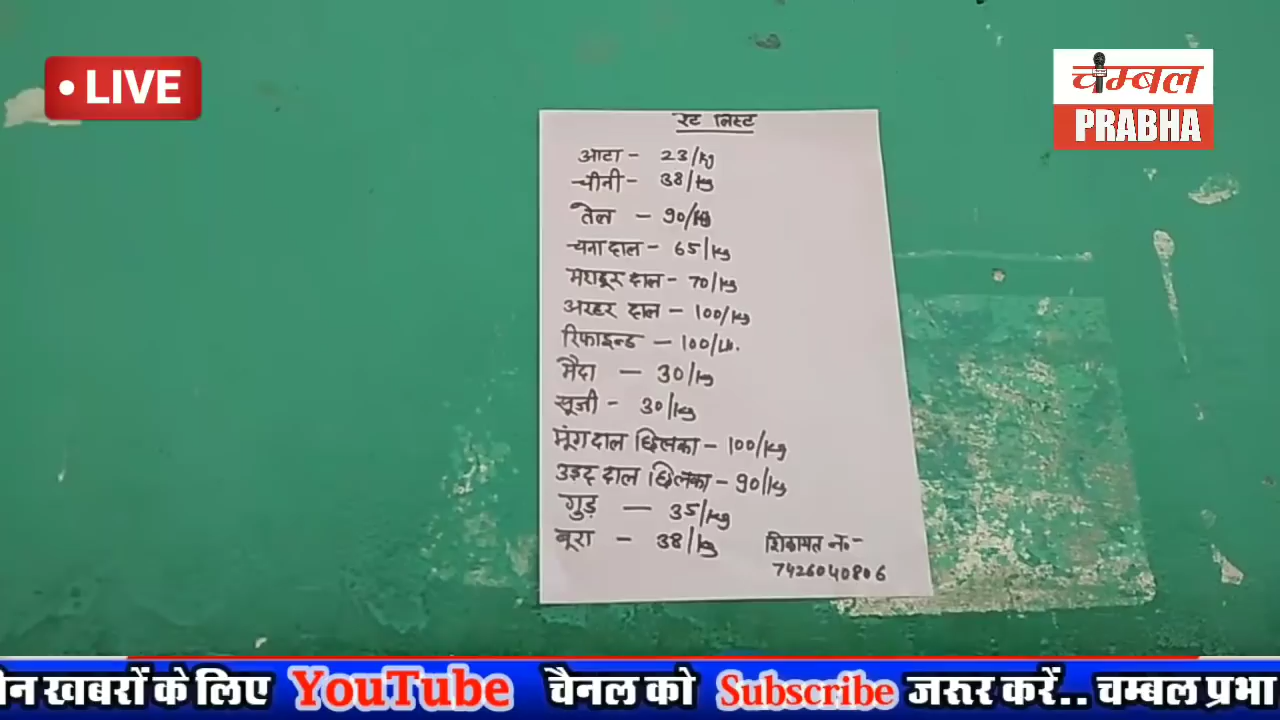 LIVE
चम्बल
PRABHA
रेट लिस्ट
आटा - 23/kg
चीनी - 38/kg
तेल - 90/kg
चना दाल - 65/kg
मसूर दाल - 70/kg
अरहर दाल - 100/kg
रिफाइन्ड - 100/Lt.
मैदा - 30/kg
सूजी - 30/kg
मूंग दाल छिलका - 100/kg
उड़द दाल छिलका - 90/kg
गुड़ - 35/kg
बूरा - 38/kg
शिकायत नं० -
7426040806
खबरों के लिए YouTube चैनल को Subscribe जरूर करें.. चम्बल प्रभा